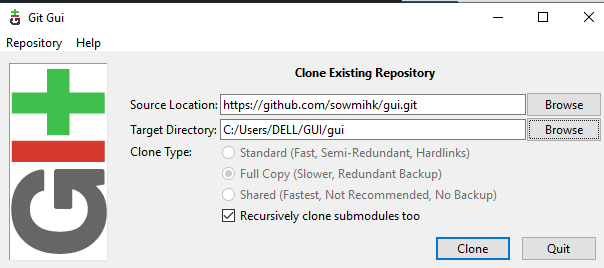 Git Gui
Repository Help
Clone Existing Repository
Source Location: https://github.com/sowmihk/gui.git Browse
Target Directory: C:/Users/DELL/GUI/gui Browse
Clone Type: Standard (Fast, Semi-Redundant, Hardlinks)
Full Copy (Slower, Redundant Backup)
Shared (Fastest, Not Recommended, No Backup)
Recursively clone submodules too
Clone Quit
GIT